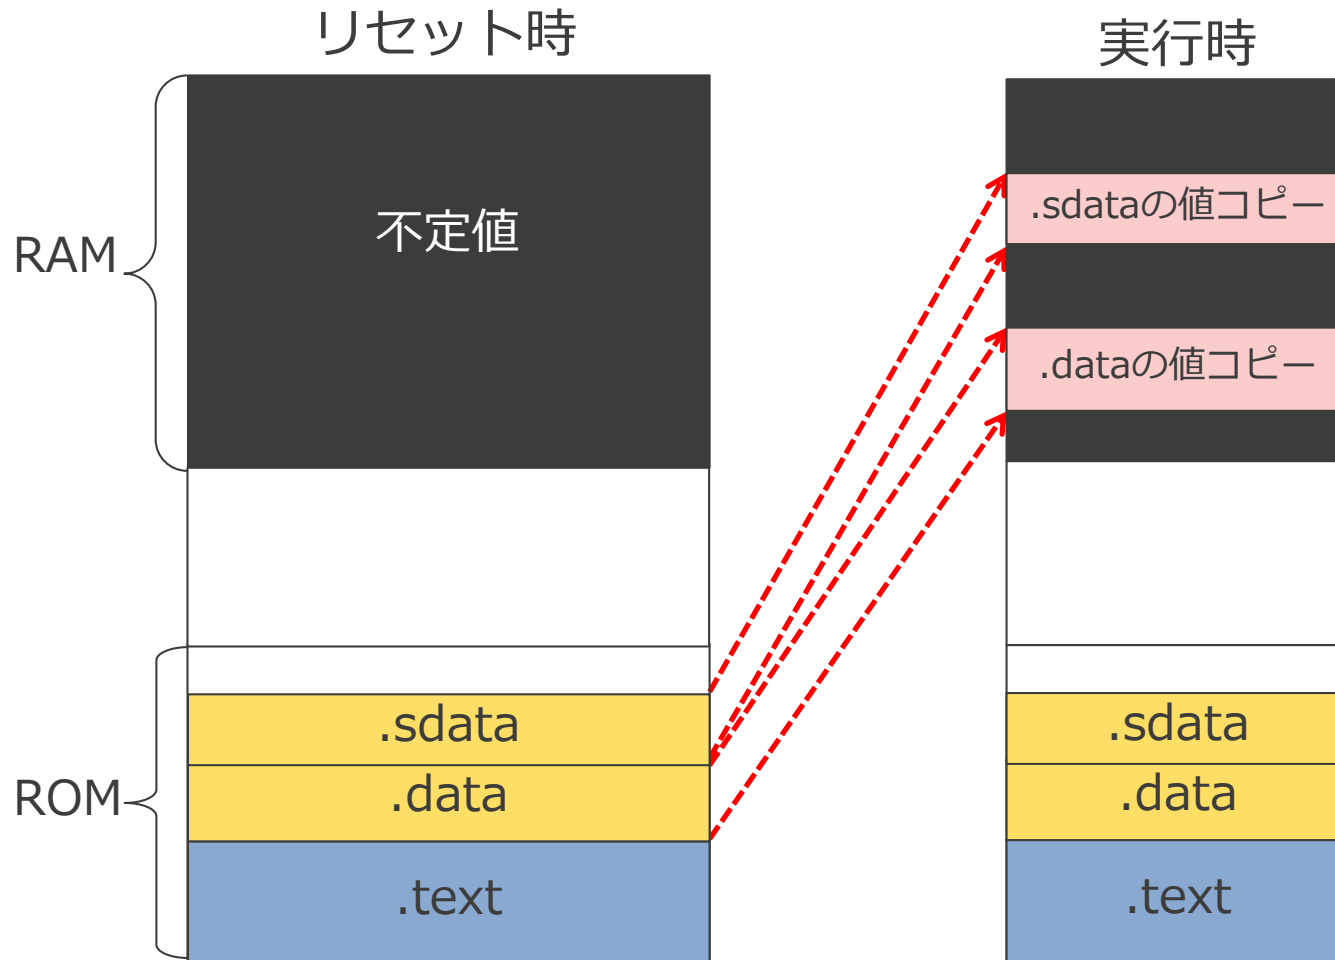 リセット時
実行時
RAM
不定値
.sdataの値コピー
.dataの値コピー
ROM
.sdata
.data
.text
.sdata
.data
.text